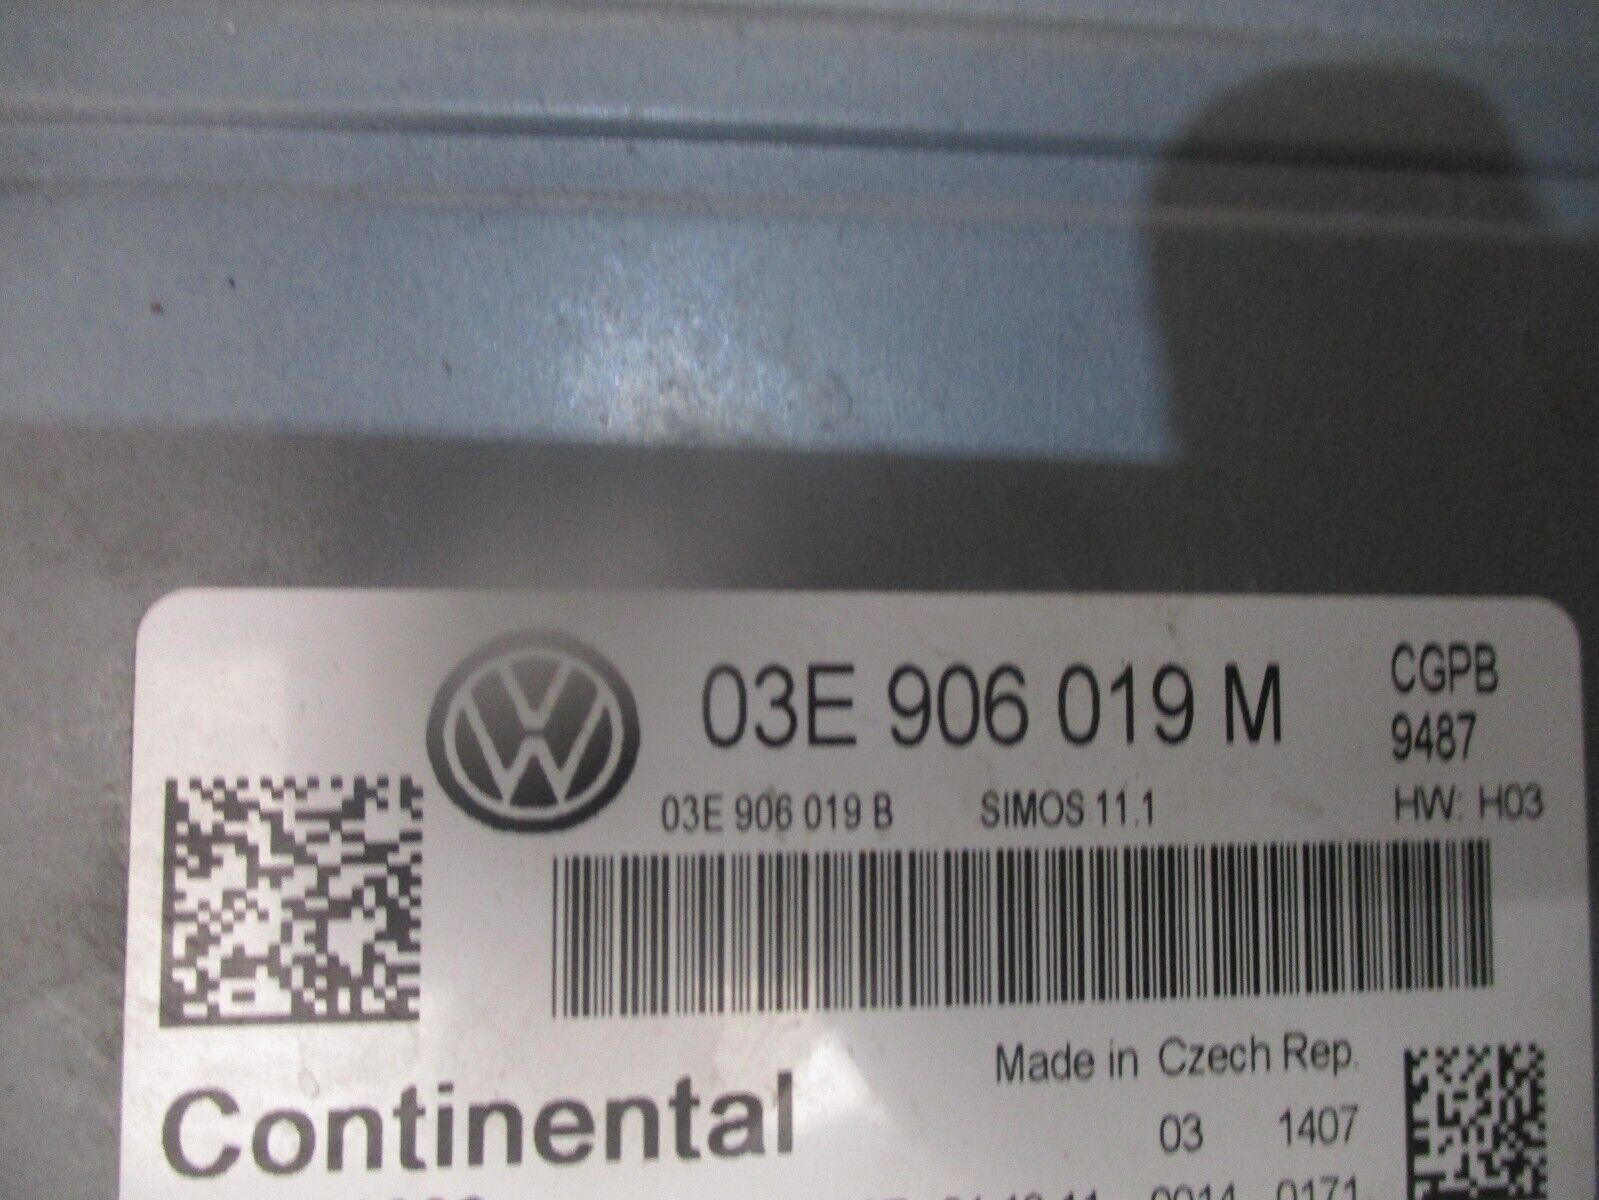 03E 906 019 M
CGPB
9487
03E 906 019 B SIMOS 11.1 HW: H03
Made in Czech Rep.
03 1407
Continental